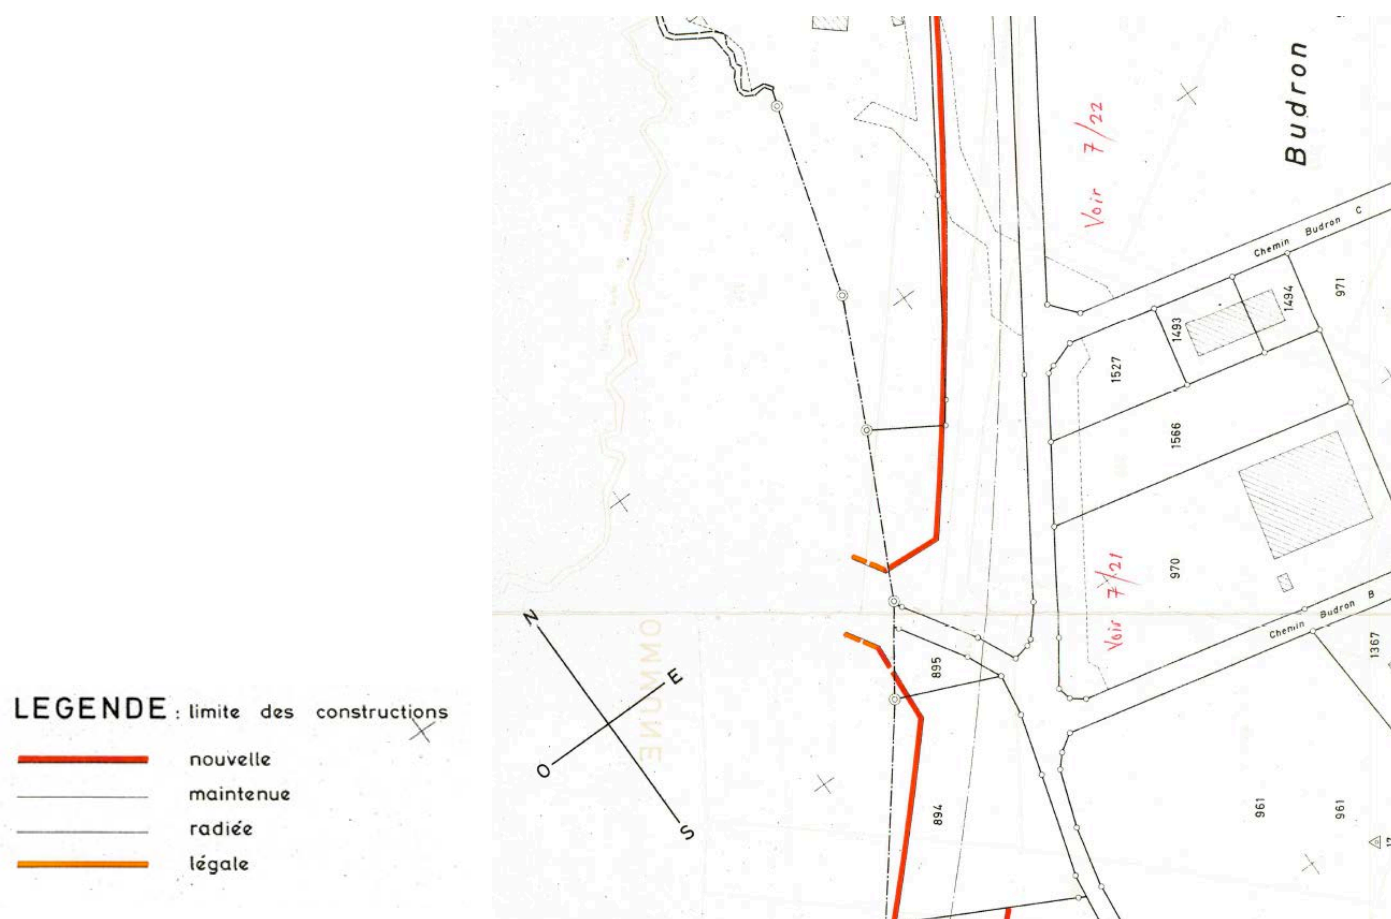 Budron
Voir 7/22
Chemin Budron C
971
1494
1493
1527
1566
970
Voir 7/21
Chemin Budron B
1367
895
894
961
961
OMMUNE
N
E
O
S
LEGENDE : limite des constructions
nouvelle
maintenue
radiée
légale